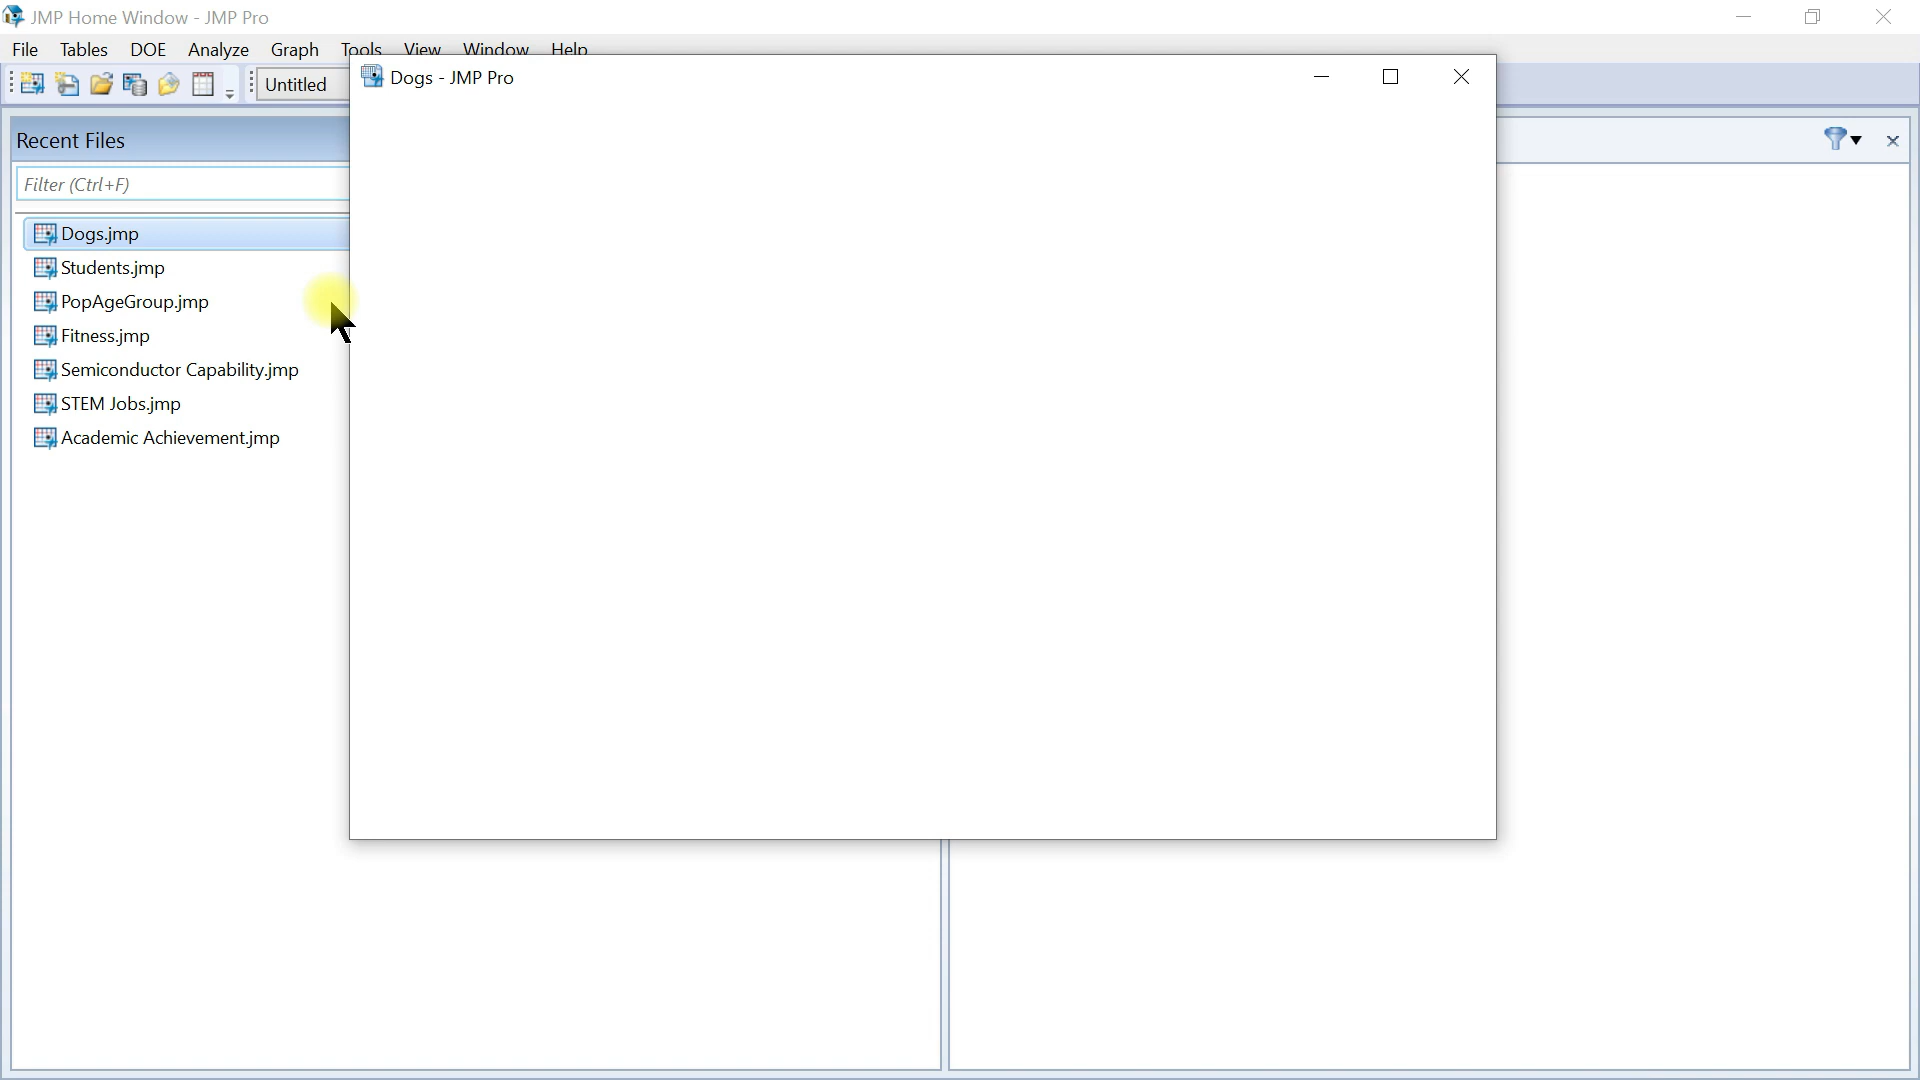 JMP Home Window - JMP Pro
File Tables DOE Analyze Graph Tools View Window Help
Untitled
Dogs - JMP Pro
Recent Files
Filter (Ctrl+F)
Dogs.jmp
Students.jmp
PopAgeGroup.jmp
Fitness.jmp
Semiconductor Capability.jmp
STEM Jobs.jmp
Academic Achievement.jmp